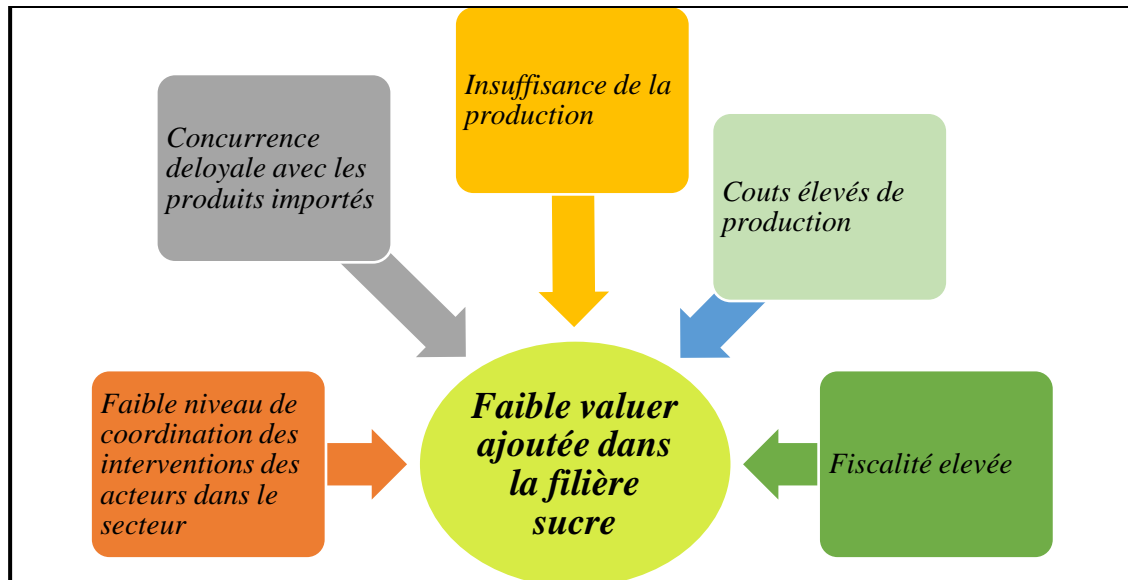 Insuffisance de la
production
Concurrence
deloyale avec les
produits importés
Couts élevés de
production
Faible niveau de
coordination des
interventions des
acteurs dans le
secteur
Faible valuer
ajoutée dans
la filière
sucre
Fiscalité elevée